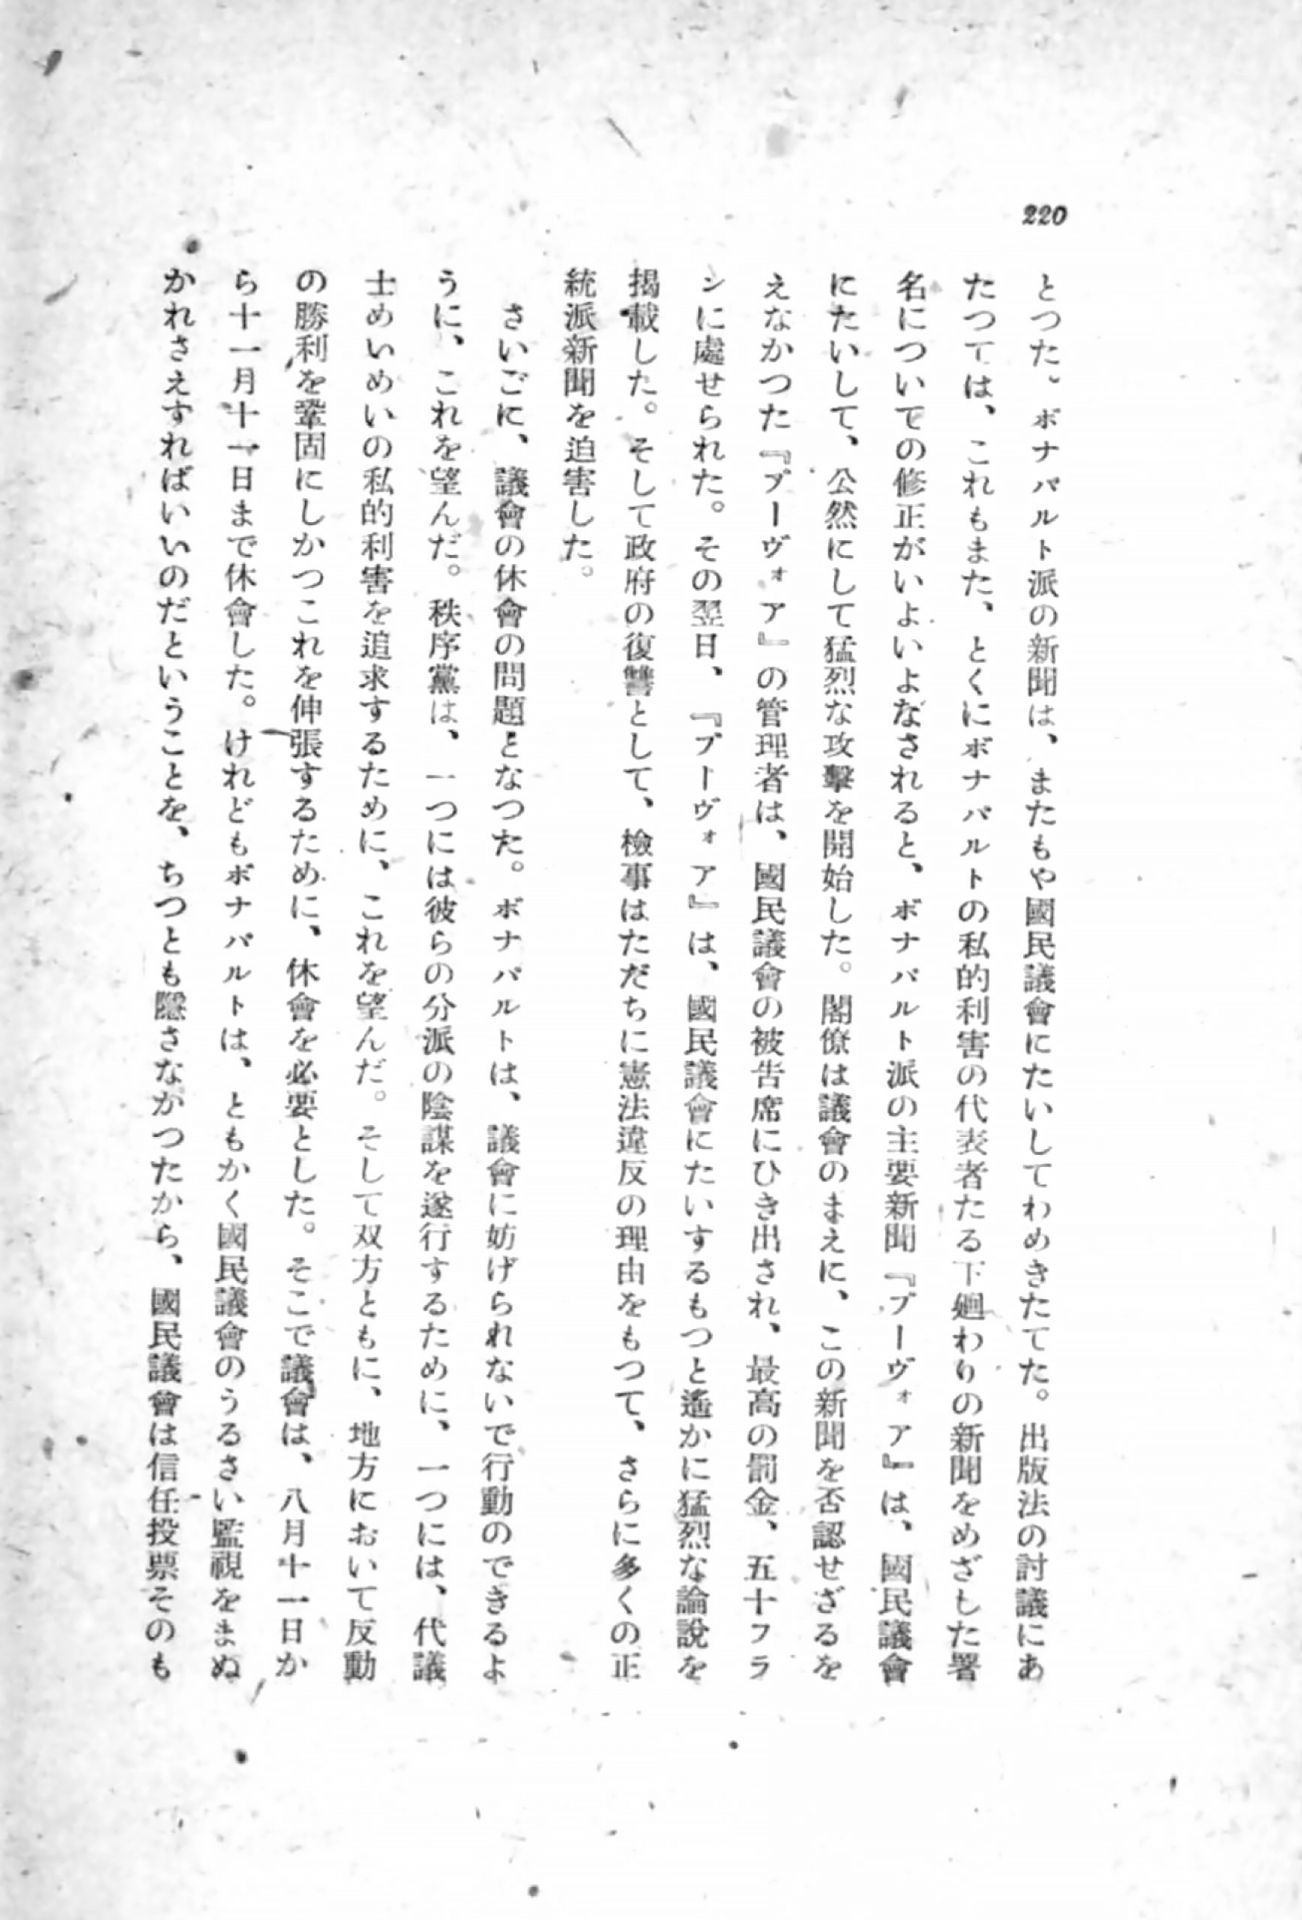 220
とつた。ボナパルト派の新聞は、またもや國民議會にたいしてわめきたてた。出版法の討議にあ
たつては、これもまた、とくにボナパルトの私的利害の代表者たる下廻わりの新聞をめざした署
名についての修正がいよいよなされると、ボナパルト派の主要新聞『プーヴォア』は、國民議會
にたいして、公然にして猛烈な攻擊を開始した。閣僚は議會のまえに、この新聞を否認せざるを
えなかつた『プーヴォア』の管理者は、國民議會の被告席にひき出され、最高の罰金、五十フラ
ンに處せられた。その翌日、『プーヴォア』は、國民議會にたいするもつと遙かに猛烈な論說を
揭載した。そして政府の復讐として、檢事はただちに憲法違反の理由をもつて、さらに多くの正
統派新聞を迫害した。
さいごに、議會の休會の問題となつた。ボナパルトは、議會に妨げられないで行動のできるよ
うに、これを望んだ。秩序黨は、一つには彼らの分派の陰謀を遂行するために、一つには、代議
士めいめいの私的利害を追求するために、これを望んだ。そして双方ともに、地方において反動
の勝利を鞏固にしかつこれを伸張するために、休會を必要とした。そこで議會は、八月十一日か
ら十一月十一日まで休會した。けれどもボナパルトは、ともかく國民議會のうるさい監視をまぬ
かれさえすればいいのだということを、ちつとも隱さなかつたから、國民議會は信任投票そのも